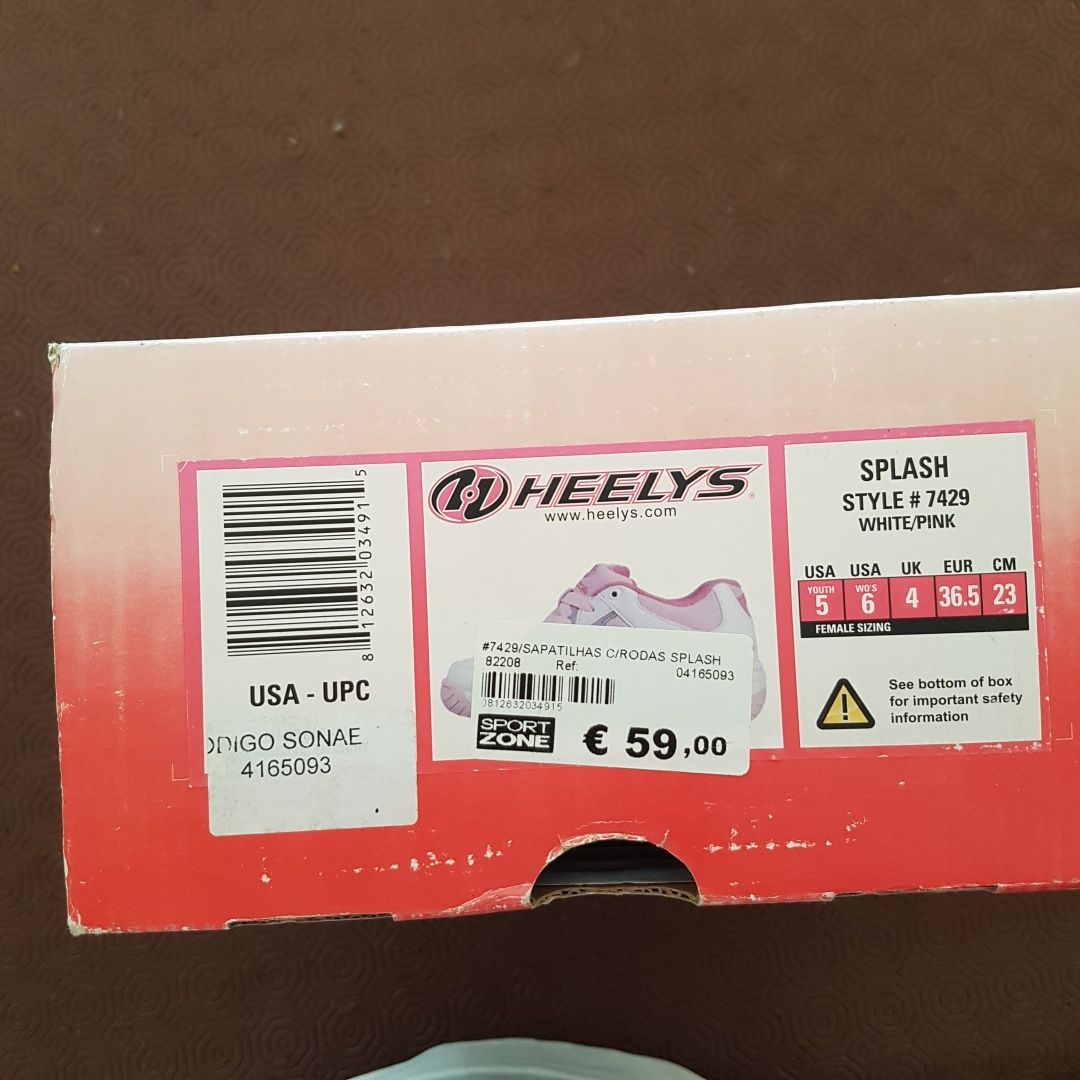 8 12632 03491 5
USA - UPC
ODIGO SONAE
4165093
HEELYS®
www.heelys.com
#7429/SAPATILHAS C/RODAS SPLASH
82208 Ref: 04165093
0812632034915
SPORT
ZONE
€ 59,00
SPLASH
STYLE # 7429
WHITE/PINK
USA USA UK EUR CM
YOUTH WO'S
5 6 4 36.5 23
FEMALE SIZING
!
See bottom of box
for important safety
information